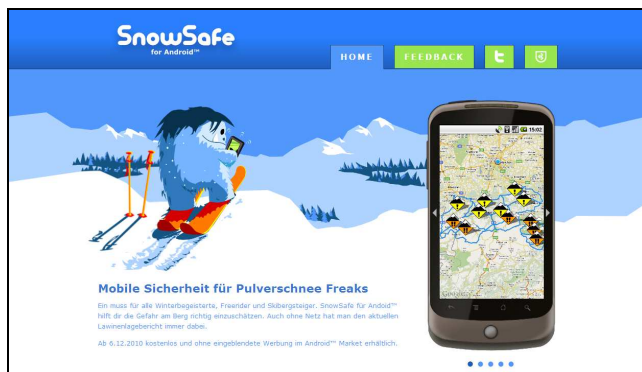 SnowSafe
for Android™
HOME
FEEDBACK
15:02
Mobile Sicherheit für Pulverschnee Freaks
Ein muss für alle Winterbegeisterte, Freerider und Skibergsteiger. SnowSafe für Andoid™
hilft dir die Gefahr am Berg richtig einzuschätzen. Auch ohne Netz hat man den aktuellen
Lawinenlagebericht immer dabei.
Ab 6.12.2010 kostenlos und ohne eingeblendete Werbung im Android™ Market erhältlich.